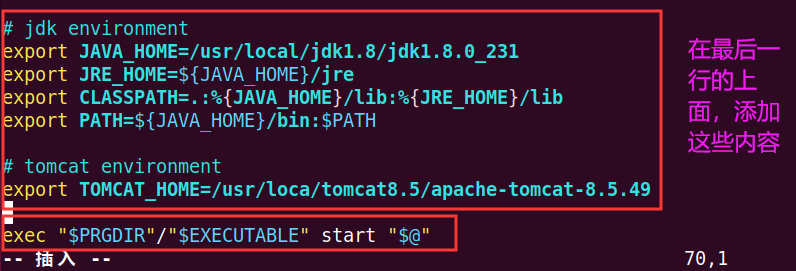 # jdk environment
export JAVA_HOME=/usr/local/jdk1.8/jdk1.8.0_231
export JRE_HOME=${JAVA_HOME}/jre
export CLASSPATH=.:%{JAVA_HOME}/lib:%{JRE_HOME}/lib
export PATH=${JAVA_HOME}/bin:$PATH
# tomcat environment
export TOMCAT_HOME=/usr/loca/tomcat8.5/apache-tomcat-8.5.49
exec "$PRGDIR"/"$EXECUTABLE" start "$@"
-- 插入 --
70,1
在最后一
行的上
面，添加
这些内容